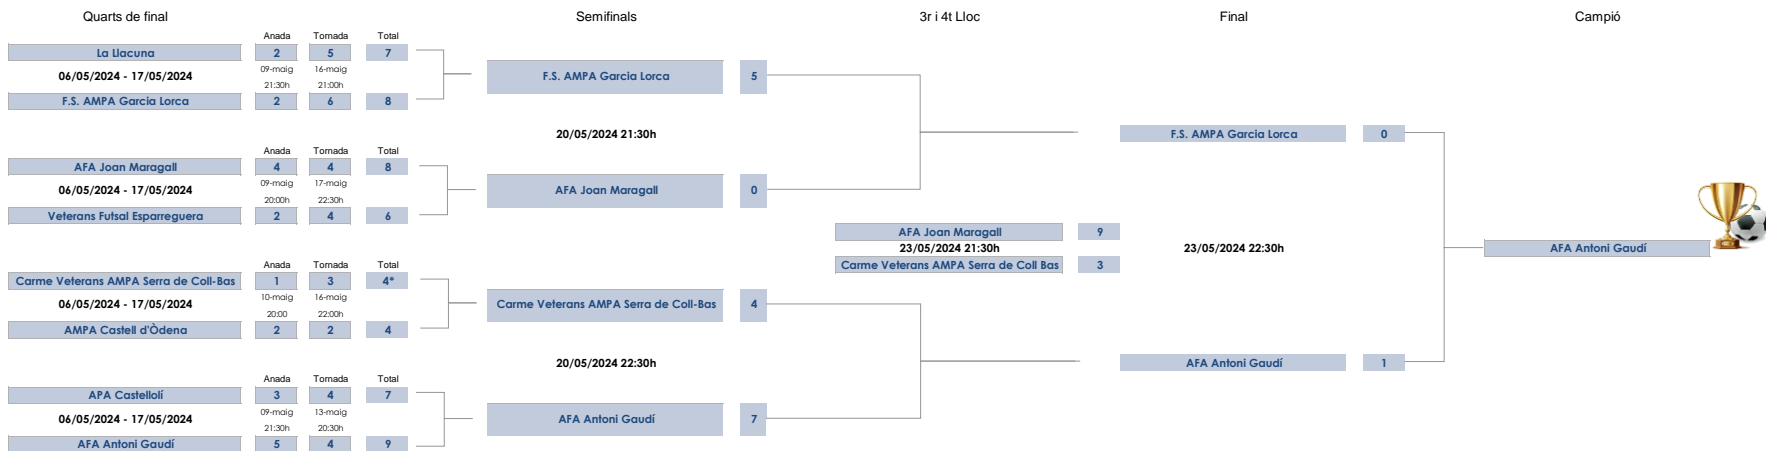 Quarts de final Semifinals 3r i 4t Lloc Final Campió
Anada Tornada Total
La Llacuna 2 5 7
06/05/2024 - 17/05/2024 09-maig 16-maig
21:30h 21:00h
F.S. AMPA Garcia Lorca 2 6 8
F.S. AMPA Garcia Lorca 5
20/05/2024 21:30h
AFA Joan Maragall 0
Anada Tornada Total
AFA Joan Maragall 4 4 8
06/05/2024 - 17/05/2024 09-maig 17-maig
20:00h 22:30h
Veterans Futsal Esparreguera 2 4 6
Anada Tornada Total
Carme Veterans AMPA Serra de Coll-Bas 1 3 4*
06/05/2024 - 17/05/2024 10-maig 16-maig
20:00 22:00h
AMPA Castell d'Òdena 2 2 4
Carme Veterans AMPA Serra de Coll-Bas 4
20/05/2024 22:30h
AFA Antoni Gaudí 7
Anada Tornada Total
APA Castellolí 3 4 7
06/05/2024 - 17/05/2024 09-maig 13-maig
21:30h 20:30h
AFA Antoni Gaudí 5 4 9
AFA Joan Maragall 9
23/05/2024 21:30h
Carme Veterans AMPA Serra de Coll Bas 3
F.S. AMPA Garcia Lorca 0
23/05/2024 22:30h
AFA Antoni Gaudí 1
AFA Antoni Gaudí